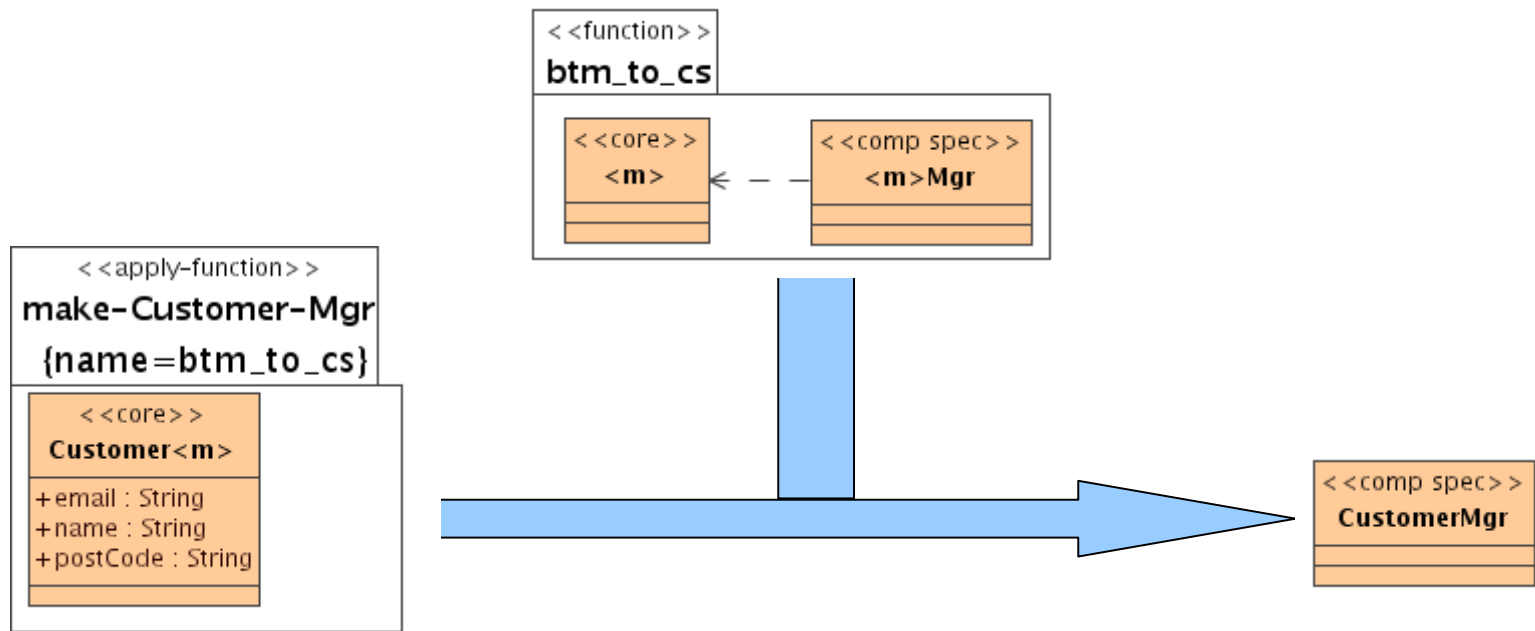 <<function>>
btm_to_cs
<<core>>
<m>
<<comp spec>>
<m>Mgr
<<apply-function>>
make-Customer-Mgr
{name=btm_to_cs}
<<core>>
Customer<m>
+email : String
+name : String
+postCode : String
<<comp spec>>
CustomerMgr